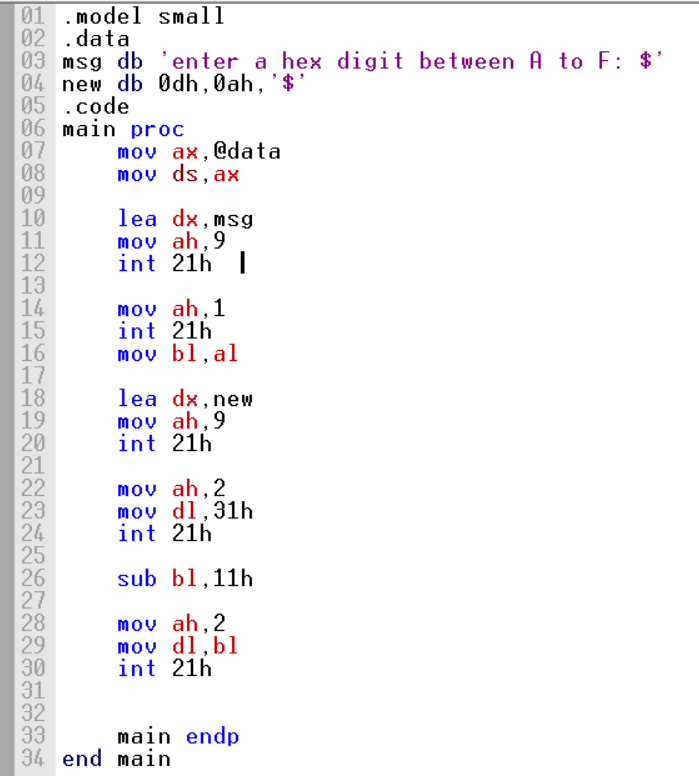 01 .model small
02 .data
03 msg db 'enter a hex digit between A to F: $'
04 new db 0dh,0ah,'$'
05 .code
06 main proc
07     mov ax,@data
08     mov ds,ax
09
10     lea dx,msg
11     mov ah,9
12     int 21h
13
14     mov ah,1
15     int 21h
16     mov bl,al
17
18     lea dx,new
19     mov ah,9
20     int 21h
21
22     mov ah,2
23     mov dl,31h
24     int 21h
25
26     sub bl,11h
27
28     mov ah,2
29     mov dl,bl
30     int 21h
31
32
33     main endp
34 end main